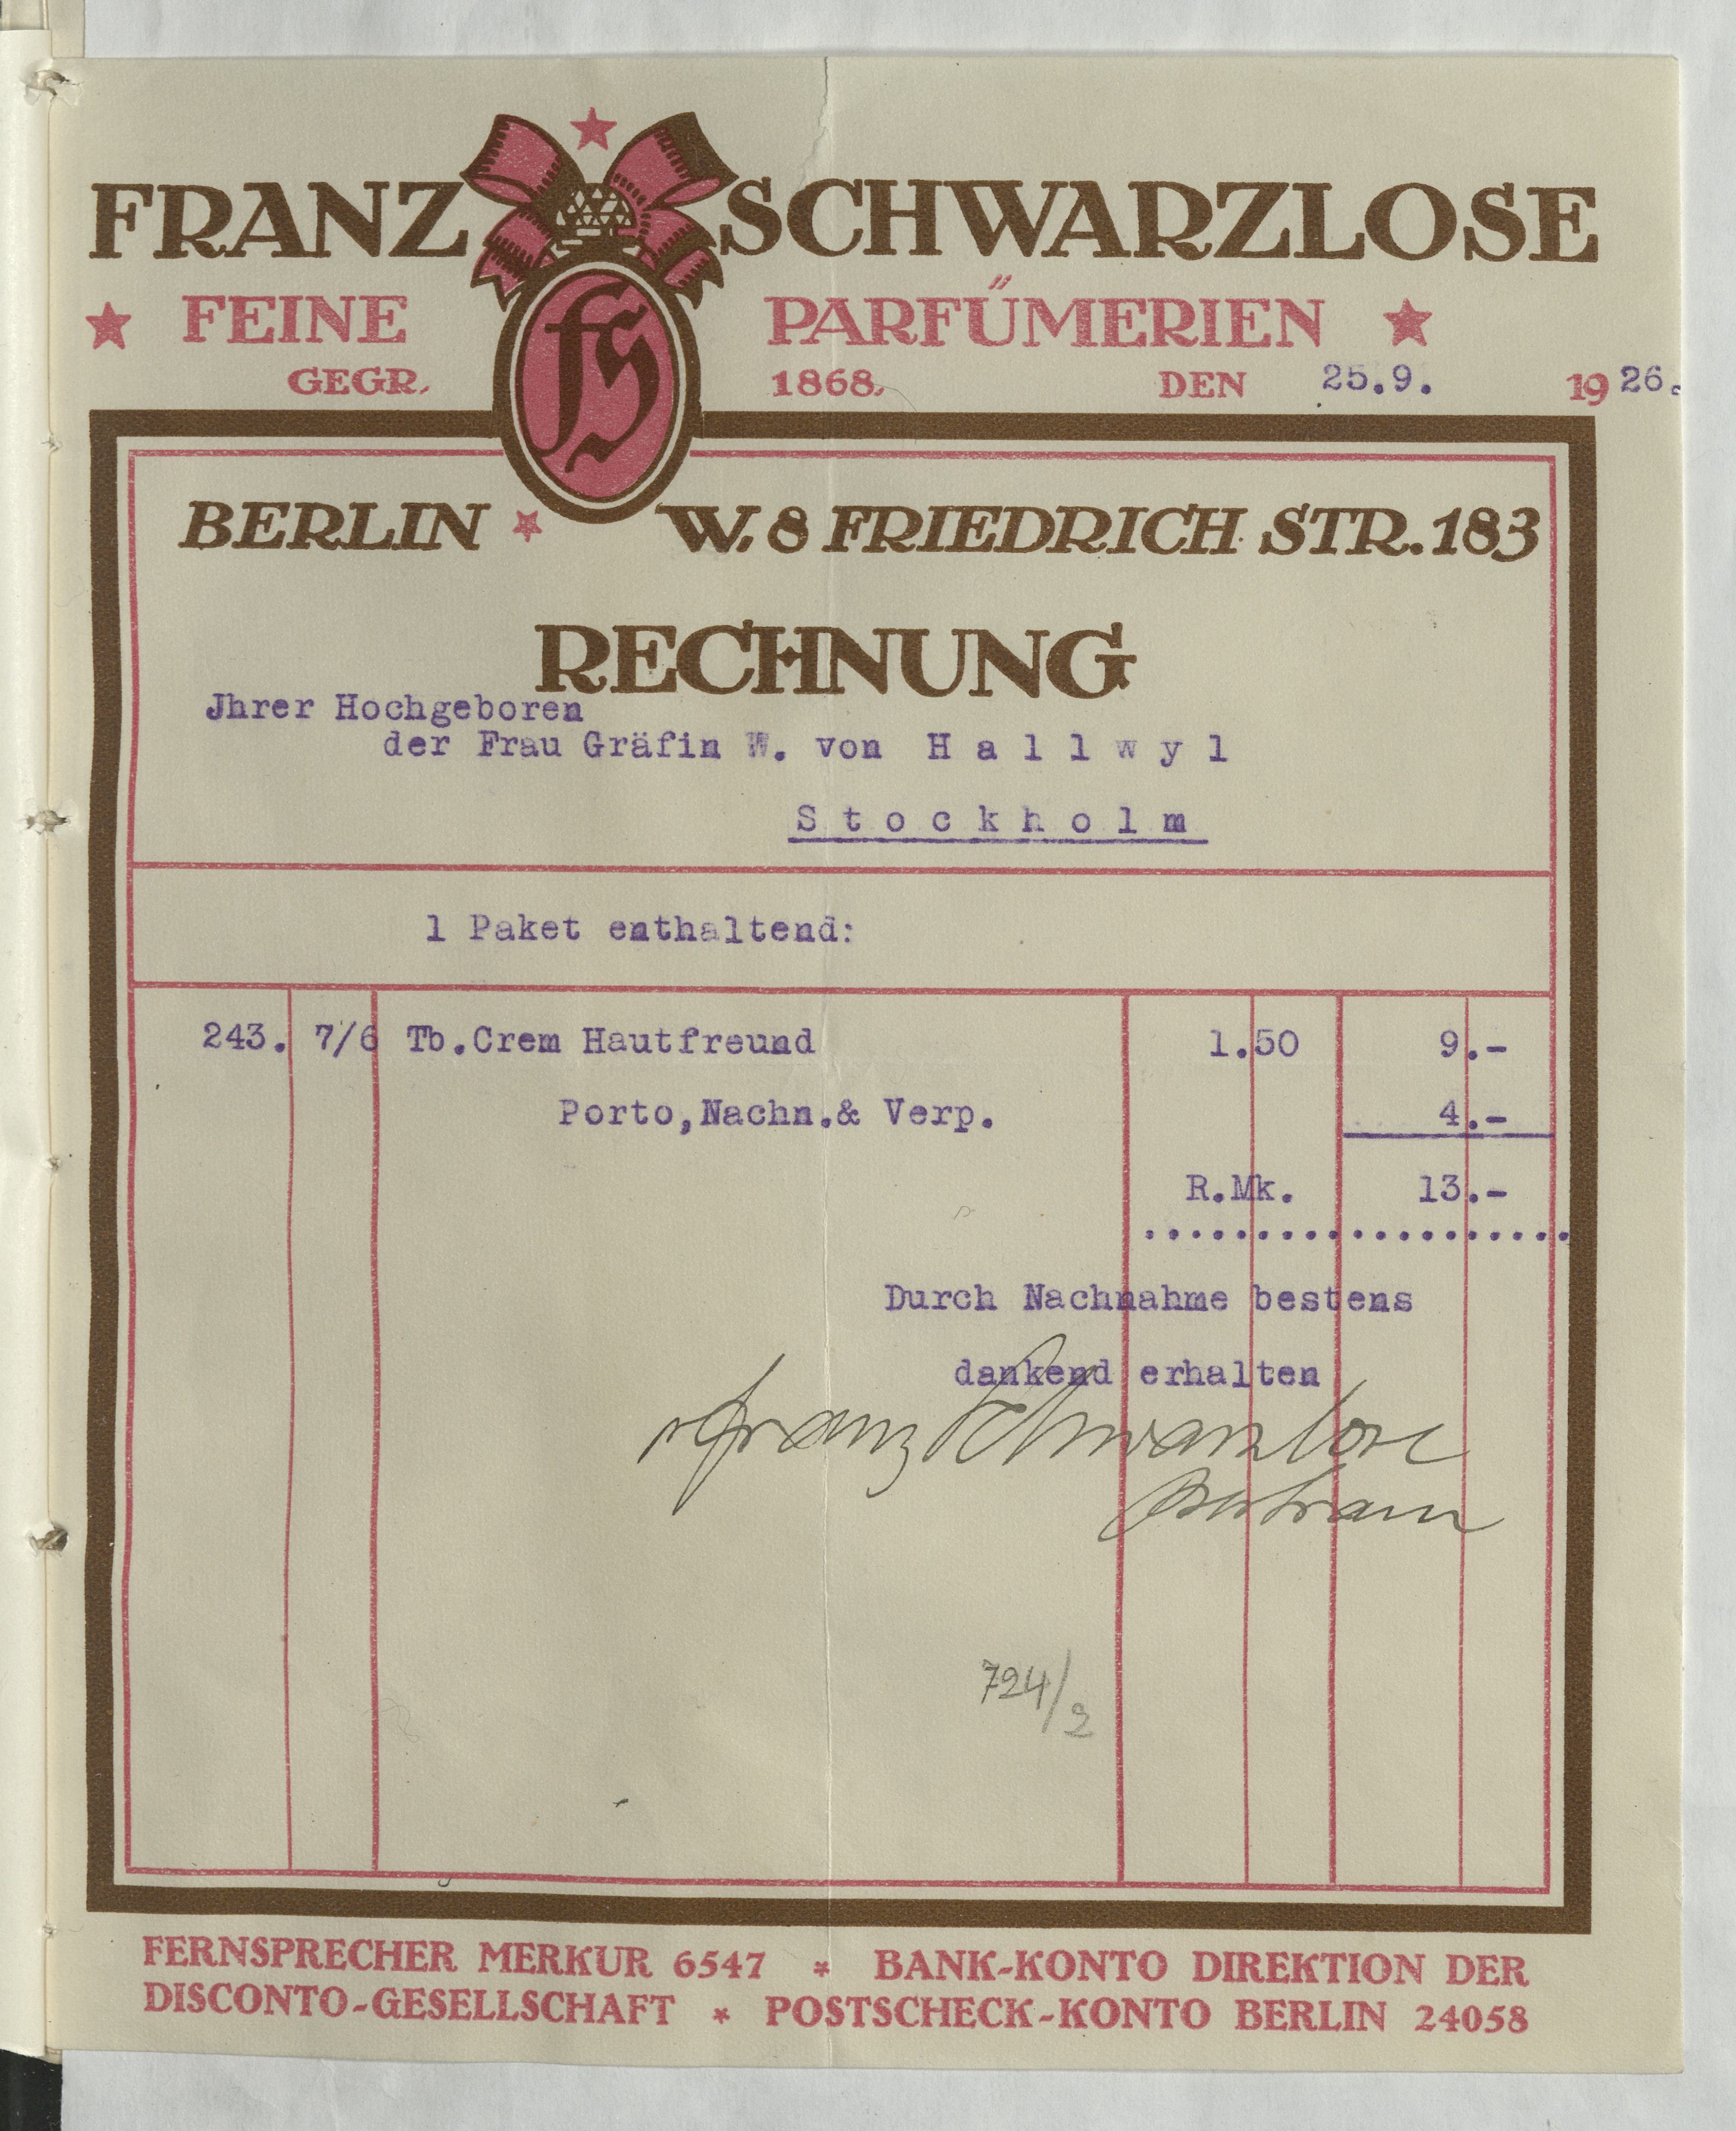 FRANZ SCHWARZLOSE
FEINE PARFÜMERIEN
fS
GEGR. 1868. DEN 25.9. 1926.
BERLIN W. 8 FRIEDRICH STR. 183
RECHNUNG
Jhrer Hochgeboren
der Frau Gräfin W. von Hallwyl
Stockholm
1 Paket enthaltend:
243. 7/6 Tb.Crem Hautfreund 1.50 9.-
Porto,Nachn.& Verp. 4.-
R.Mk. 13.-
Durch Nachnahme bestens
dankend erhalten
Franz Schwarzlose
Bertram
724/2
FERNSPRECHER MERKUR 6547 * BANK-KONTO DIREKTION DER
DISCONTO-GESELLSCHAFT * POSTSCHECK-KONTO BERLIN 24058